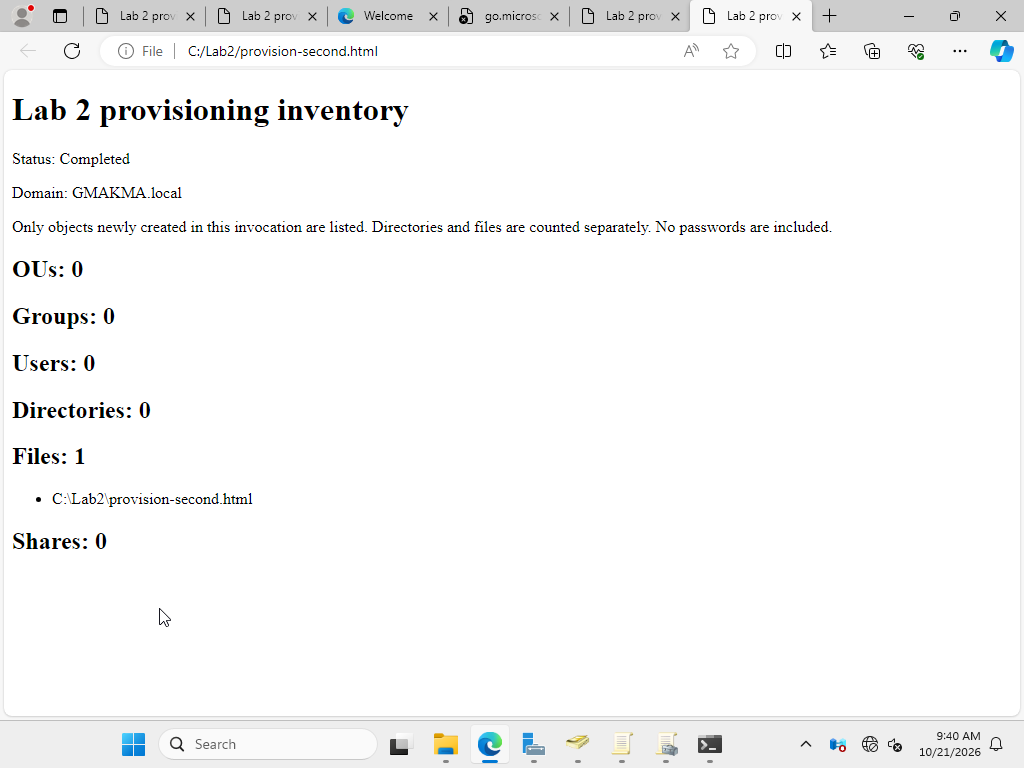 Lab 2 prov
Lab 2 prov
Welcome
go.micros
Lab 2 prov
Lab 2 prov
File
C:/Lab2/provision-second.html
Lab 2 provisioning inventory
Status: Completed
Domain: GMAKMA.local
Only objects newly created in this invocation are listed. Directories and files are counted separately. No passwords are included.
OUs: 0
Groups: 0
Users: 0
Directories: 0
Files: 1
• C:\Lab2\provision-second.html
Shares: 0
Search
9:40 AM
10/21/2026